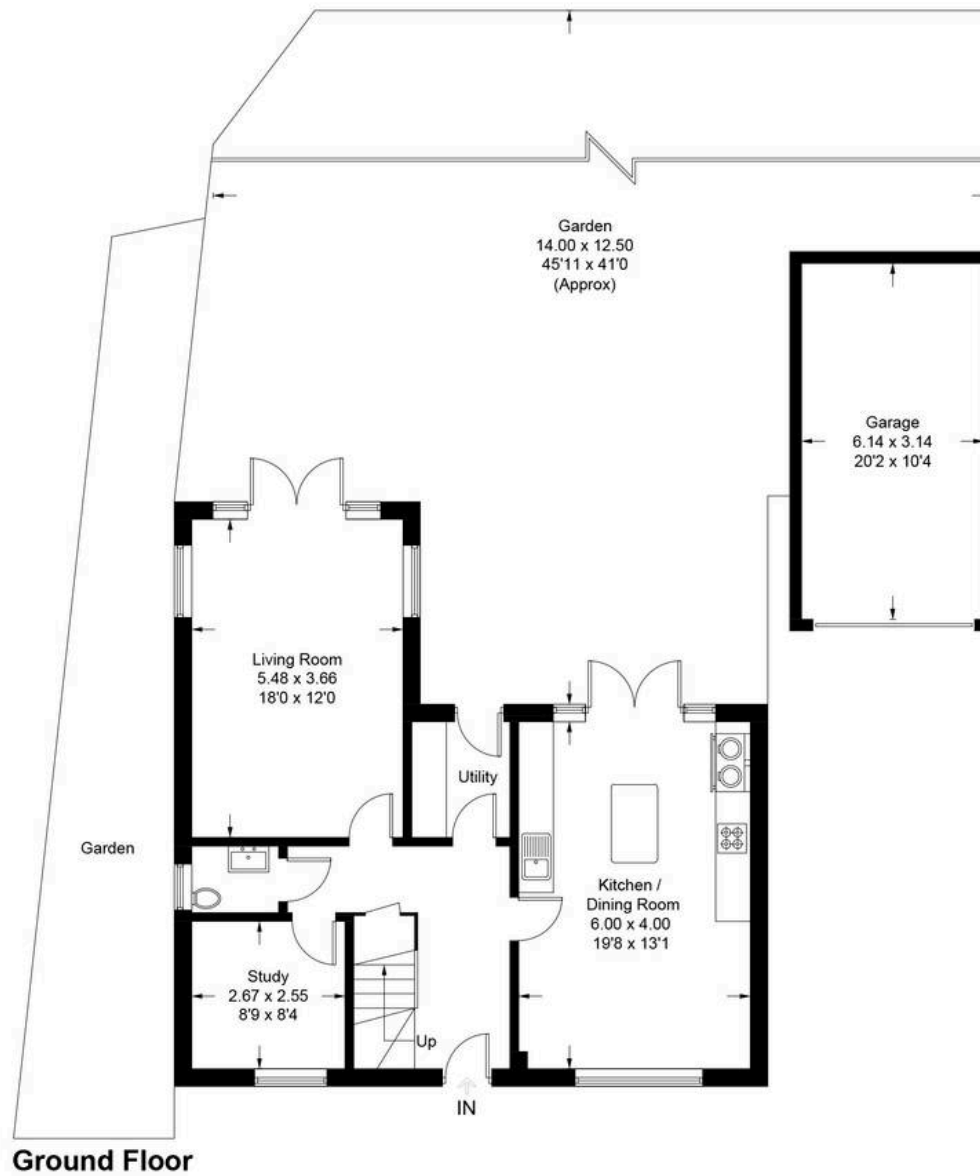 Garden
14.00 x 12.50
45'11 x 41'0
(Approx)
Garage
6.14 x 3.14
20'2 x 10'4
Living Room
5.48 x 3.66
18'0 x 12'0
Utility
Garden
Kitchen /
Dining Room
6.00 x 4.00
19'8 x 13'1
Study
2.67 x 2.55
8'9 x 8'4
Up
IN
Ground Floor